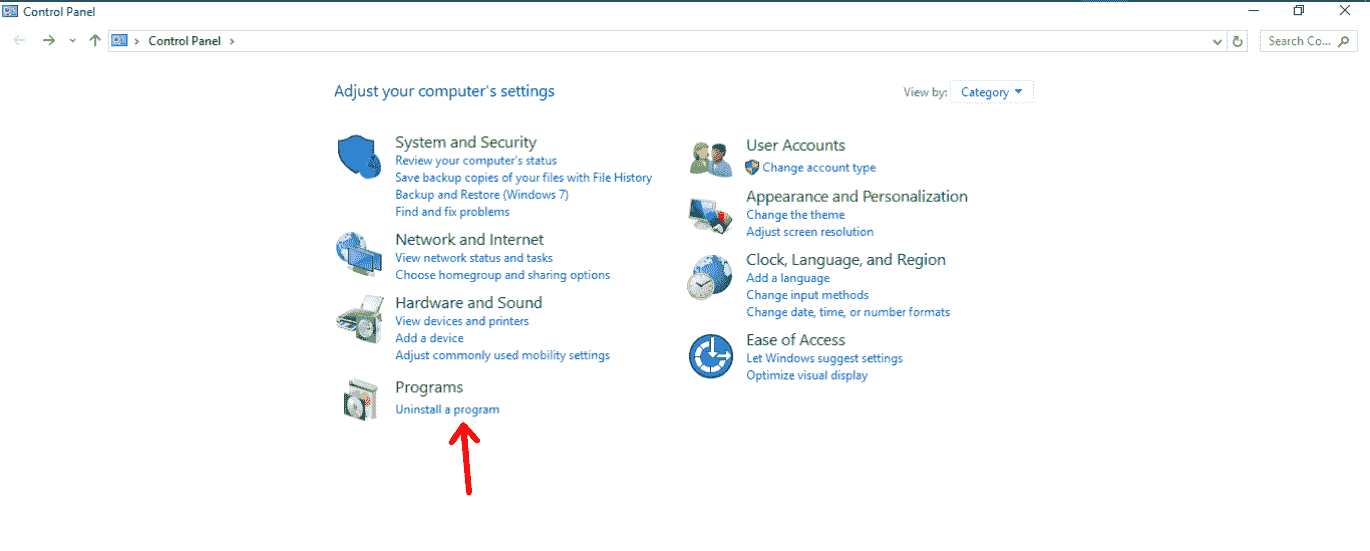 Control Panel
Control Panel
Search Co...
Adjust your computer's settings
View by: Category
System and Security
Review your computer's status
Save backup copies of your files with File History
Backup and Restore (Windows 7)
Find and fix problems
Network and Internet
View network status and tasks
Choose homegroup and sharing options
Hardware and Sound
View devices and printers
Add a device
Adjust commonly used mobility settings
Programs
Uninstall a program
User Accounts
Change account type
Appearance and Personalization
Change the theme
Adjust screen resolution
Clock, Language, and Region
Add a language
Change input methods
Change date, time, or number formats
Ease of Access
Let Windows suggest settings
Optimize visual display